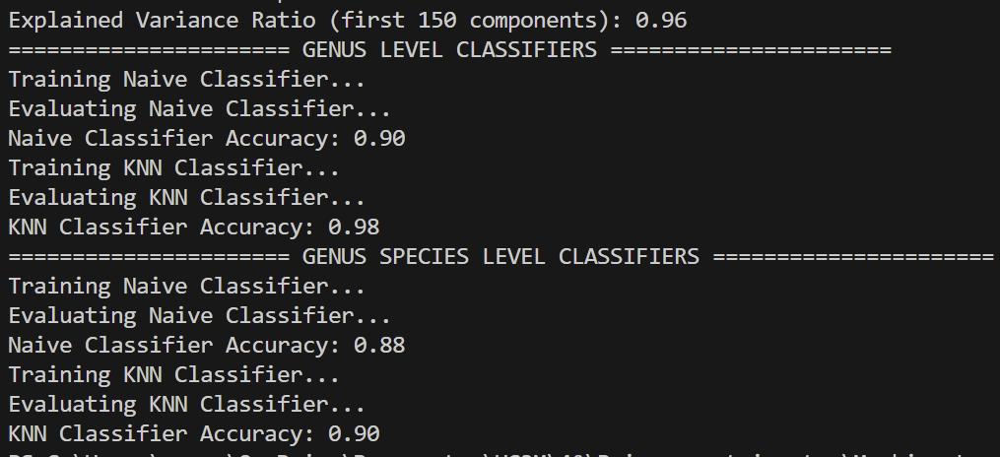 Explained Variance Ratio (first 150 components): 0.96
====================== GENUS LEVEL CLASSIFIERS ======================
Training Naive Classifier...
Evaluating Naive Classifier...
Naive Classifier Accuracy: 0.90
Training KNN Classifier...
Evaluating KNN Classifier...
KNN Classifier Accuracy: 0.98
====================== GENUS SPECIES LEVEL CLASSIFIERS ======================
Training Naive Classifier...
Evaluating Naive Classifier...
Naive Classifier Accuracy: 0.88
Training KNN Classifier...
Evaluating KNN Classifier...
KNN Classifier Accuracy: 0.90